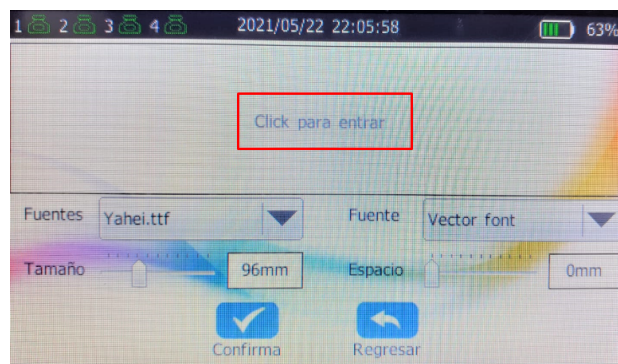 1 2 3 4 2021/05/22 22:05:58 63%
Click para entrar
Fuentes Yahei.ttf Fuente Vector font
Tamaño 96mm Espacio 0mm
Confirma Regresar